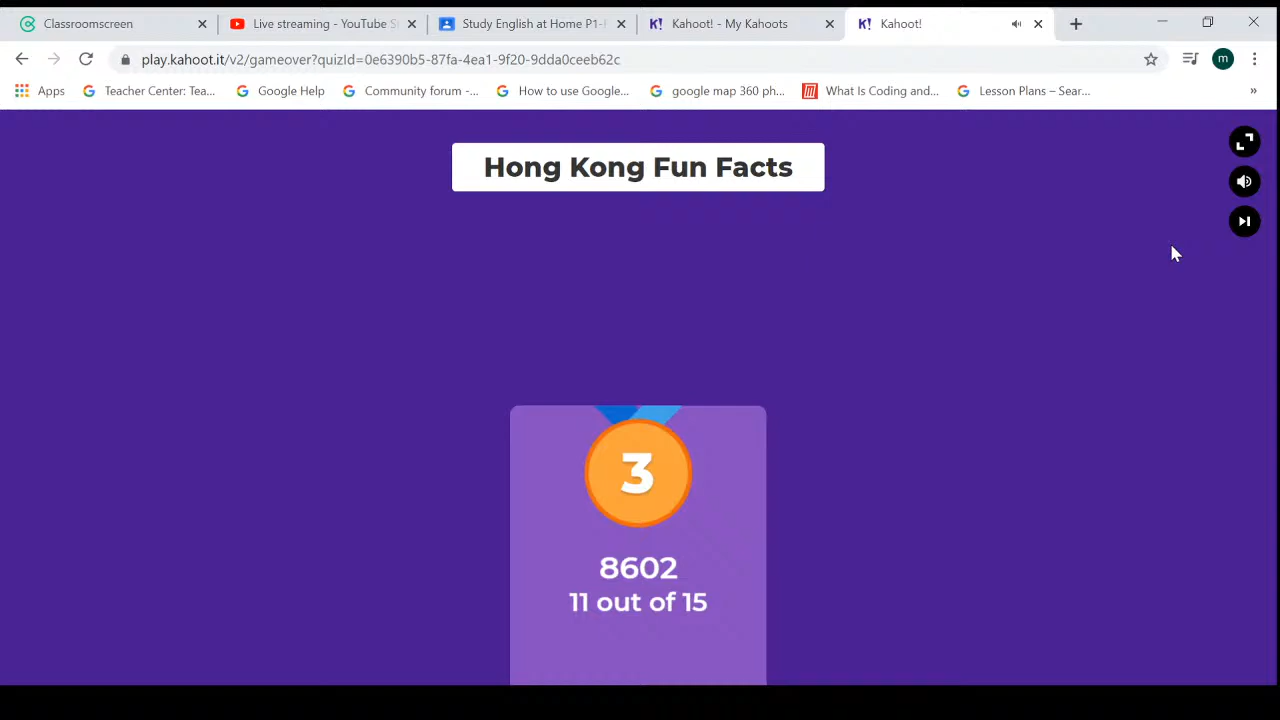 Classroomscreen
Live streaming - YouTube S
Study English at Home P1-
K! Kahoot! - My Kahoots
K! Kahoot!
play.kahoot.it/v2/gameover?quizId=0e6390b5-87fa-4ea1-9f20-9dda0ceeb62c
m
Apps
Teacher Center: Tea...
Google Help
Community forum -...
How to use Google...
google map 360 ph...
What Is Coding and...
Lesson Plans – Sear...
»
Hong Kong Fun Facts
3
8602
11 out of 15